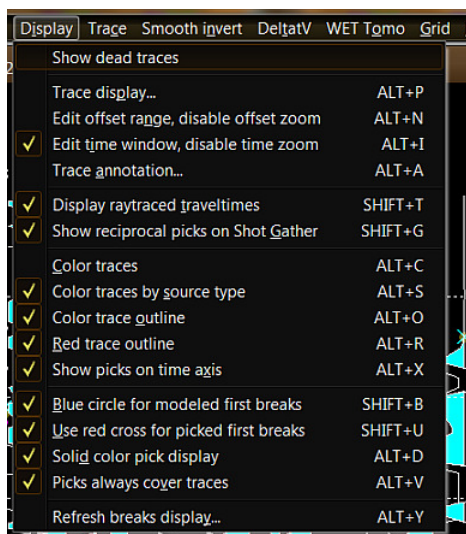 Display Trace Smooth invert DeltatV WET Tomo Grid
2
Show dead traces
Trace display... ALT+P
Edit offset range, disable offset zoom ALT+N
Edit time window, disable time zoom ALT+I
Trace annotation... ALT+A
Display raytraced traveltimes SHIFT+T
Show reciprocal picks on Shot Gather SHIFT+G
Color traces ALT+C
Color traces by source type ALT+S
Color trace outline ALT+O
Red trace outline ALT+R
Show picks on time axis ALT+X
Blue circle for modeled first breaks SHIFT+B
Use red cross for picked first breaks SHIFT+U
Solid color pick display ALT+D
Picks always cover traces ALT+V
Refresh breaks display... ALT+Y